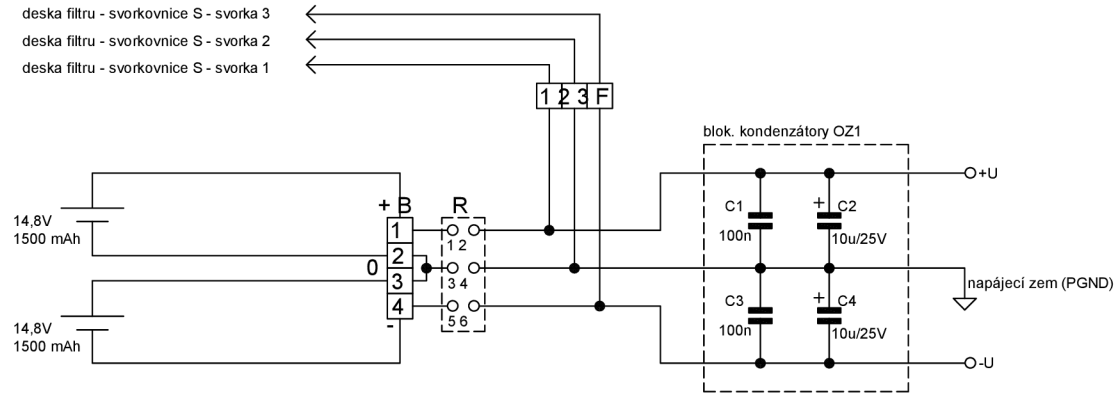 deska filtru - svorkovnice S - svorka 3
deska filtru - svorkovnice S - svorka 2
deska filtru - svorkovnice S - svorka 1
1 2 3 F
blok. kondenzátory OZ1
+U
+ B R
14,8V
1500 mAh
1
2
0
3
4
-
1 2
3 4
5 6
C1
100n
+ C2
10u/25V
napájecí zem (PGND)
C3
100n
+ C4
10u/25V
14,8V
1500 mAh
-U